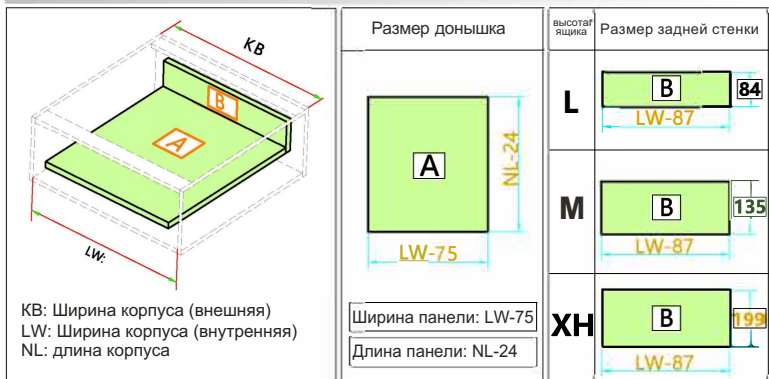 KB
B
A
LW:
KB: Ширина корпуса (внешняя)
LW: Ширина корпуса (внутренняя)
NL: длина корпуса
Размер донышка
A
NL-24
LW-75
Ширина панели: LW-75
Длина панели: NL-24
высота
ящика
Размер задней стенки
L
B
84
LW-87
M
B
135
LW-87
XH
B
199
LW-87